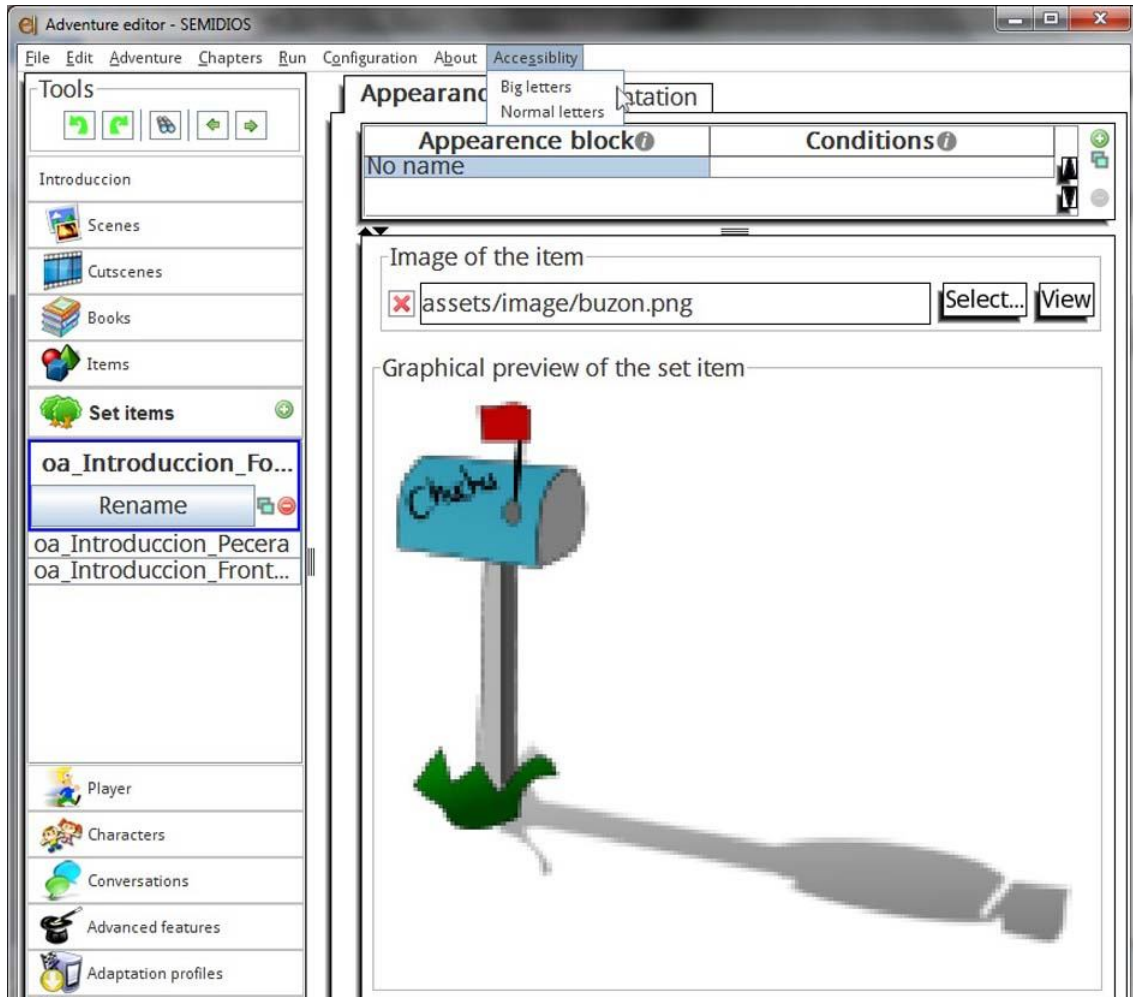 Adventure editor - SEMIDIOS
File Edit Adventure Chapters Run Configuration About Accessiblity
Big letters
Normal letters
Tools
Introduccion
Scenes
Cutscenes
Books
Items
Set items
oa_Introduccion_Fo...
Rename
oa_Introduccion_Pecera
oa_Introduccion_Front...
Player
Characters
Conversations
Advanced features
Adaptation profiles
Appearanc tation
Appearence block Conditions
No name
Image of the item
assets/image/buzon.png Select... View
Graphical preview of the set item